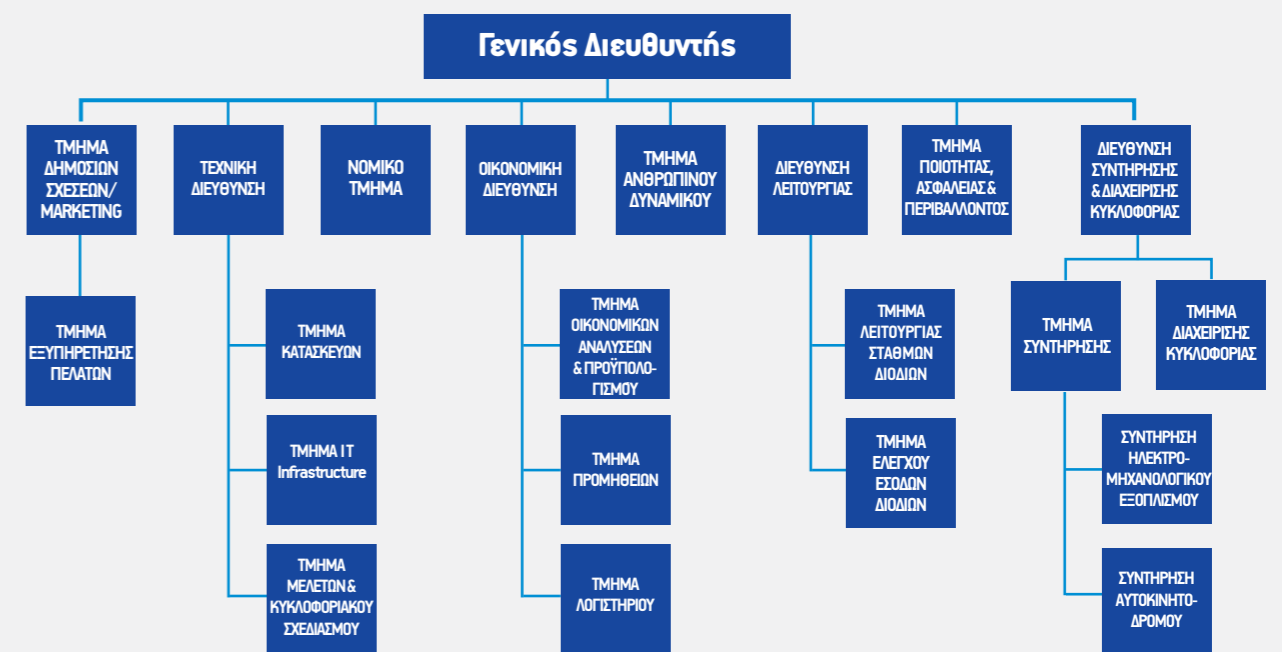 Γενικός Διευθυντής
ΤΜΗΜΑ
ΔΗΜΟΣΙΩΝ
ΣΧΕΣΕΩΝ/
MARKETING
ΤΕΧΝΙΚΗ
ΔΙΕΥΘΥΝΣΗ
ΝΟΜΙΚΟ
ΤΜΗΜΑ
ΟΙΚΟΝΟΜΙΚΗ
ΔΙΕΥΘΥΝΣΗ
ΤΜΗΜΑ
ΑΝΘΡΩΠΙΝΟΥ
ΔΥΝΑΜΙΚΟΥ
ΔΙΕΥΘΥΝΣΗ
ΛΕΙΤΟΥΡΓΙΑΣ
ΤΜΗΜΑ
ΠΟΙΟΤΗΤΑΣ,
ΑΣΦΑΛΕΙΑΣ &
ΠΕΡΙΒΑΛΛΟΝΤΟΣ
ΔΙΕΥΘΥΝΣΗ
ΣΥΝΤΗΡΗΣΗΣ
& ΔΙΑΧΕΙΡΙΣΗΣ
ΚΥΚΛΟΦΟΡΙΑΣ
ΤΜΗΜΑ
ΕΞΥΠΗΡΕΤΗΣΗΣ
ΠΕΛΑΤΩΝ
ΤΜΗΜΑ
ΚΑΤΑΣΚΕΥΩΝ
ΤΜΗΜΑ ΙΤ
Infrastructure
ΤΜΗΜΑ
ΜΕΛΕΤΩΝ &
ΚΥΚΛΟΦΟΡΙΑΚΟΥ
ΣΧΕΔΙΑΣΜΟΥ
ΤΜΗΜΑ
ΟΙΚΟΝΟΜΙΚΩΝ
ΑΝΑΛΥΣΕΩΝ
& ΠΡΟΫΠΟΛΟ-
ΓΙΣΜΟΥ
ΤΜΗΜΑ
ΠΡΟΜΗΘΕΙΩΝ
ΤΜΗΜΑ
ΛΟΓΙΣΤΗΡΙΟΥ
ΤΜΗΜΑ
ΛΕΙΤΟΥΡΓΙΑΣ
ΣΤΑΘΜΩΝ
ΔΙΟΔΙΩΝ
ΤΜΗΜΑ
ΕΛΕΓΧΟΥ
ΕΣΟΔΩΝ
ΔΙΟΔΙΩΝ
ΤΜΗΜΑ
ΣΥΝΤΗΡΗΣΗΣ
ΤΜΗΜΑ
ΔΙΑΧΕΙΡΙΣΗΣ
ΚΥΚΛΟΦΟΡΙΑΣ
ΣΥΝΤΗΡΗΣΗ
ΗΛΕΚΤΡΟ-
ΜΗΧΑΝΟΛΟΓΙΚΟΥ
ΕΞΟΠΛΙΣΜΟΥ
ΣΥΝΤΗΡΗΣΗ
ΑΥΤΟΚΙΝΗΤΟ-
ΔΡΟΜΟΥ